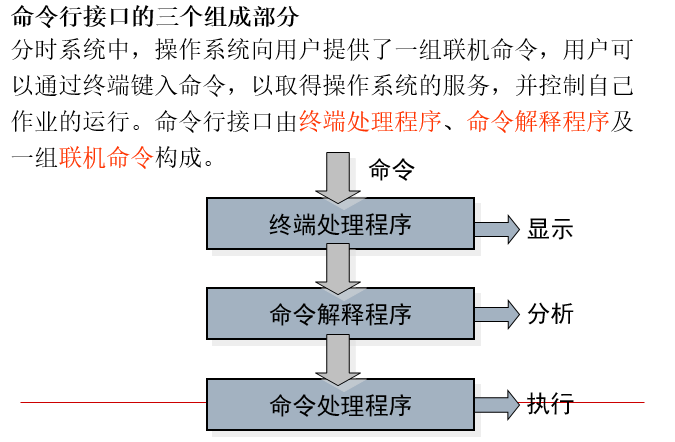 命令行接口的三个组成部分
分时系统中，操作系统向用户提供了一组联机命令，用户可
以通过终端键入命令，以取得操作系统的服务，并控制自己
作业的运行。命令行接口由终端处理程序、命令解释程序及
一组联机命令构成。
命令
终端处理程序
显示
命令解释程序
分析
命令处理程序
执行